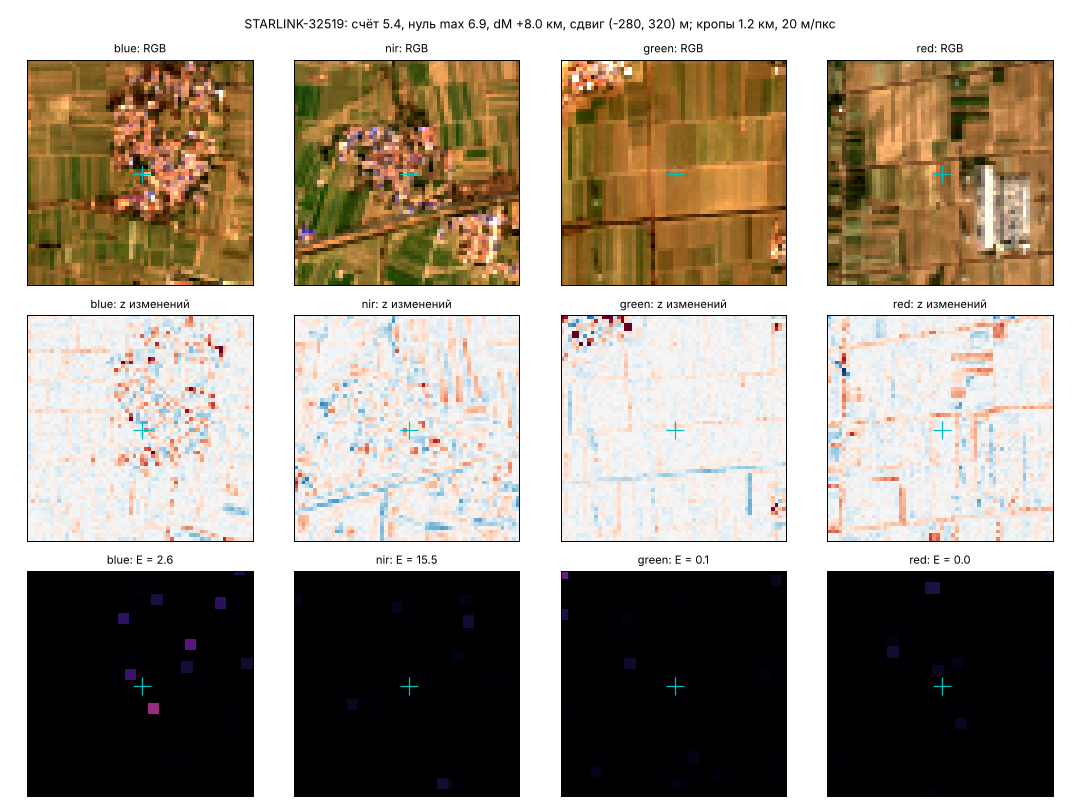 STARLINK-32519: счёт 5.4, нуль max 6.9, dM +8.0 км, сдвиг (-280, 320) м; кропы 1.2 км, 20 м/пкс
blue: RGB
nir: RGB
green: RGB
red: RGB
blue: z изменений
nir: z изменений
green: z изменений
red: z изменений
blue: E = 2.6
nir: E = 15.5
green: E = 0.1
red: E = 0.0